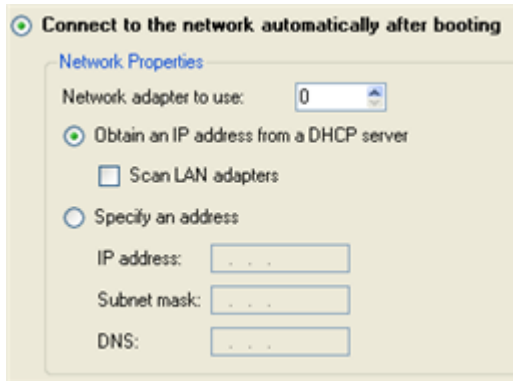 Connect to the network automatically after booting
Network Properties
Network adapter to use: 0
Obtain an IP address from a DHCP server
Scan LAN adapters
Specify an address
IP address: . . .
Subnet mask: . . .
DNS: . . .